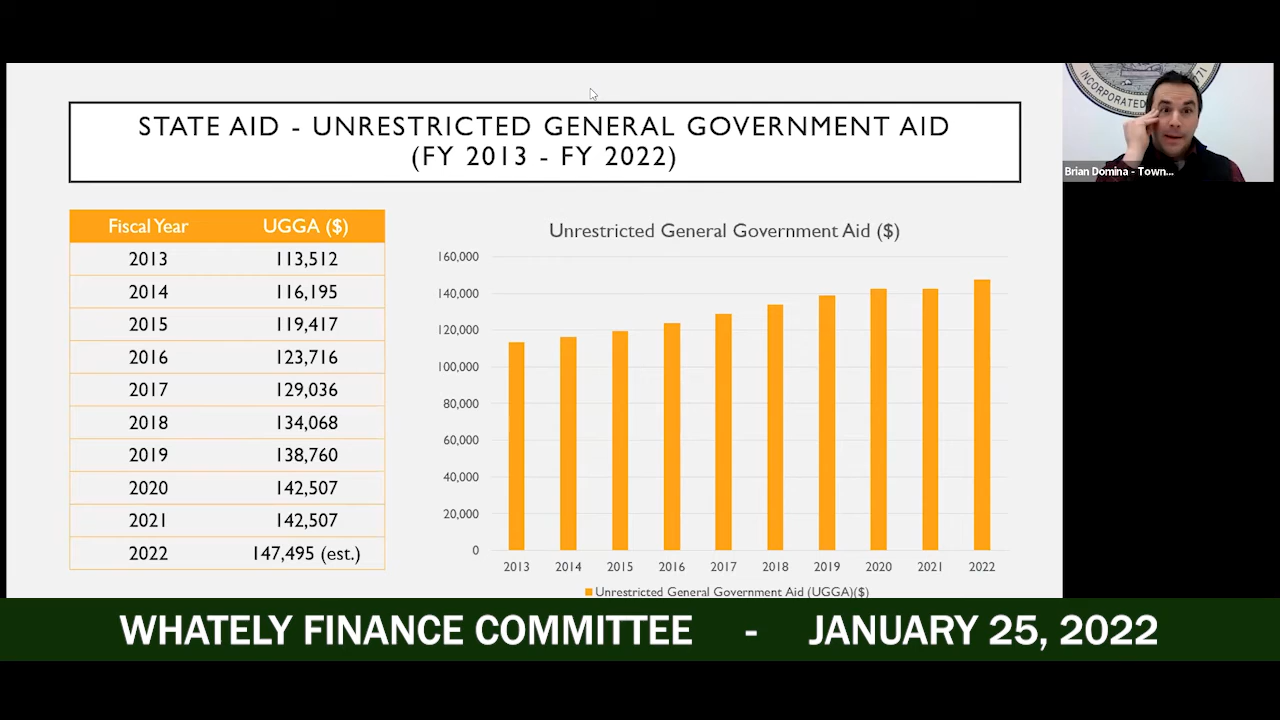 STATE AID - UNRESTRICTED GENERAL GOVERNMENT AID
(FY 2013 - FY 2022)
INCORPORATED
Brian Domina - Town...
Fiscal Year UGGA ($)
2013 113,512
2014 116,195
2015 119,417
2016 123,716
2017 129,036
2018 134,068
2019 138,760
2020 142,507
2021 142,507
2022 147,495 (est.)
Unrestricted General Government Aid ($)
160,000
140,000
120,000
100,000
80,000
60,000
40,000
20,000
0
2013 2014 2015 2016 2017 2018 2019 2020 2021 2022
Unrestricted General Government Aid (UGGA)($)
WHATELY FINANCE COMMITTEE - JANUARY 25, 2022